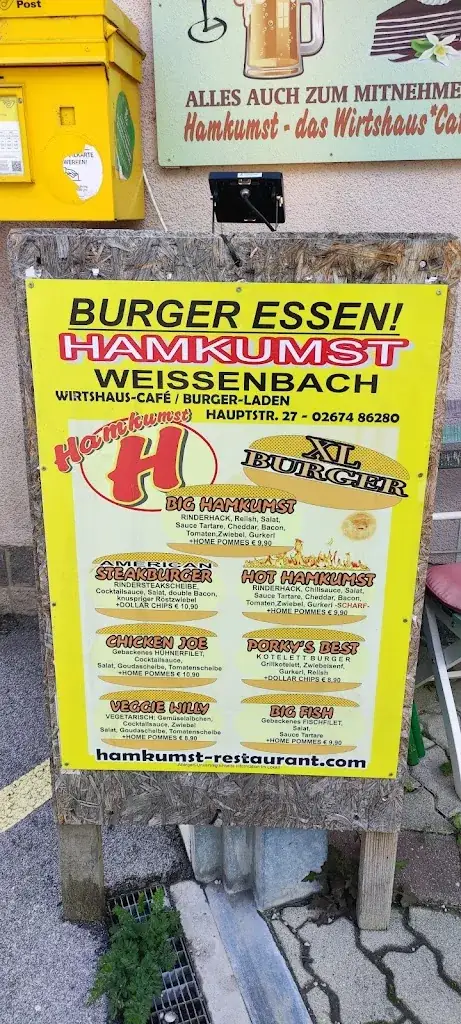 Post
WERFEN!
ALLES AUCH ZUM MITNEHME
Hamkumst - das Wirtshaus*Caf
BURGER ESSEN!
HAMKUMST
WEISSENBACH
WIRTSHAUS-CAFÉ / BURGER-LADEN
HAUPTSTR. 27 - 02674 86280
Hamkumst
H
XL
BURGER
BIG HAMKUMST
RINDERHACK, Relish, Salat,
Sauce Tartare, Cheddar, Bacon,
Tomaten,Zwiebel, Gurkerl
+HOME POMMES € 9,90
AMERICAN
STEAKBURGER
RINDERSTEAKSCHEIBE,
Cocktailsauce, Salat, double Bacon,
knuspriger Röstzwiebel
+DOLLAR CHIPS € 10,90
HOT HAMKUMST
RINDERHACK, Chilisauce, Salat,
Sauce Tartare, Cheddar, Bacon,
Tomaten,Zwiebel, Gurkerl -SCHARF-
+HOME POMMES € 9,90
CHICKEN JOE
Gebackenes HÜHNERFILET,
Cocktailsauce,
Salat, Goudascheibe, Tomatenscheibe
+HOME POMMES € 10,90
PORKY'S BEST
KOTELETT BURGER
Grillkotelett, Zwiebelsenf,
Gurkerl, Relish
+DOLLAR CHIPS € 8,90
VEGGIE WILLY
VEGETARISCH: Gemüselaibchen,
Cocktailsauce, Zwiebel
Salat, Goudascheibe, Tomatenscheibe
+HOME POMMES € 8,90
BIG FISH
Gebackenes FISCHFILET,
Salat,
Sauce Tartare
+HOME POMMES € 9,90
hamkumst-restaurant.com